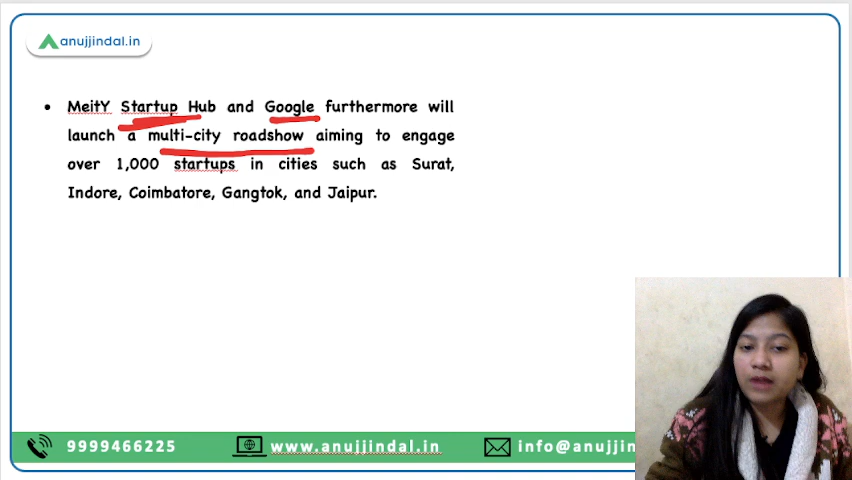 anujjindal.in
• MeitY Startup Hub and Google furthermore will
launch a multi-city roadshow aiming to engage
over 1,000 startups in cities such as Surat,
Indore, Coimbatore, Gangtok, and Jaipur.
9999466225 www.anujjindal.in info@anujjin